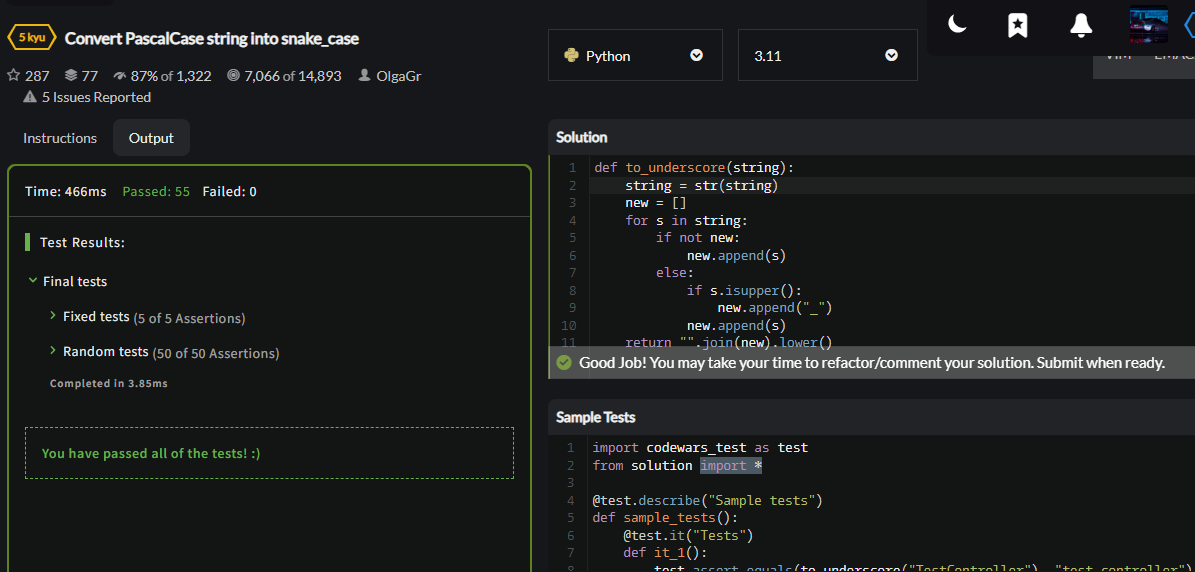 5 kyu
Convert PascalCase string into snake_case
287 77 87% of 1,322 7,066 of 14,893 OlgaGr
5 Issues Reported
Instructions Output
Time: 466ms Passed: 55 Failed: 0
Test Results:
Final tests
Fixed tests (5 of 5 Assertions)
Random tests (50 of 50 Assertions)
Completed in 3.85ms
You have passed all of the tests! :)
Python 3.11
VIM
Solution
1 def to_underscore(string):
2 string = str(string)
3 new = []
4 for s in string:
5 if not new:
6 new.append(s)
7 else:
8 if s.isupper():
9 new.append("_")
10 new.append(s)
11 return "".join(new).lower()
Good Job! You may take your time to refactor/comment your solution. Submit when ready.
Sample Tests
1 import codewars_test as test
2 from solution import *
3
4 @test.describe("Sample tests")
5 def sample_tests():
6 @test.it("Tests")
7 def it_1():
8 test.assert_equals(to_underscore("TestController"), "test_controller")